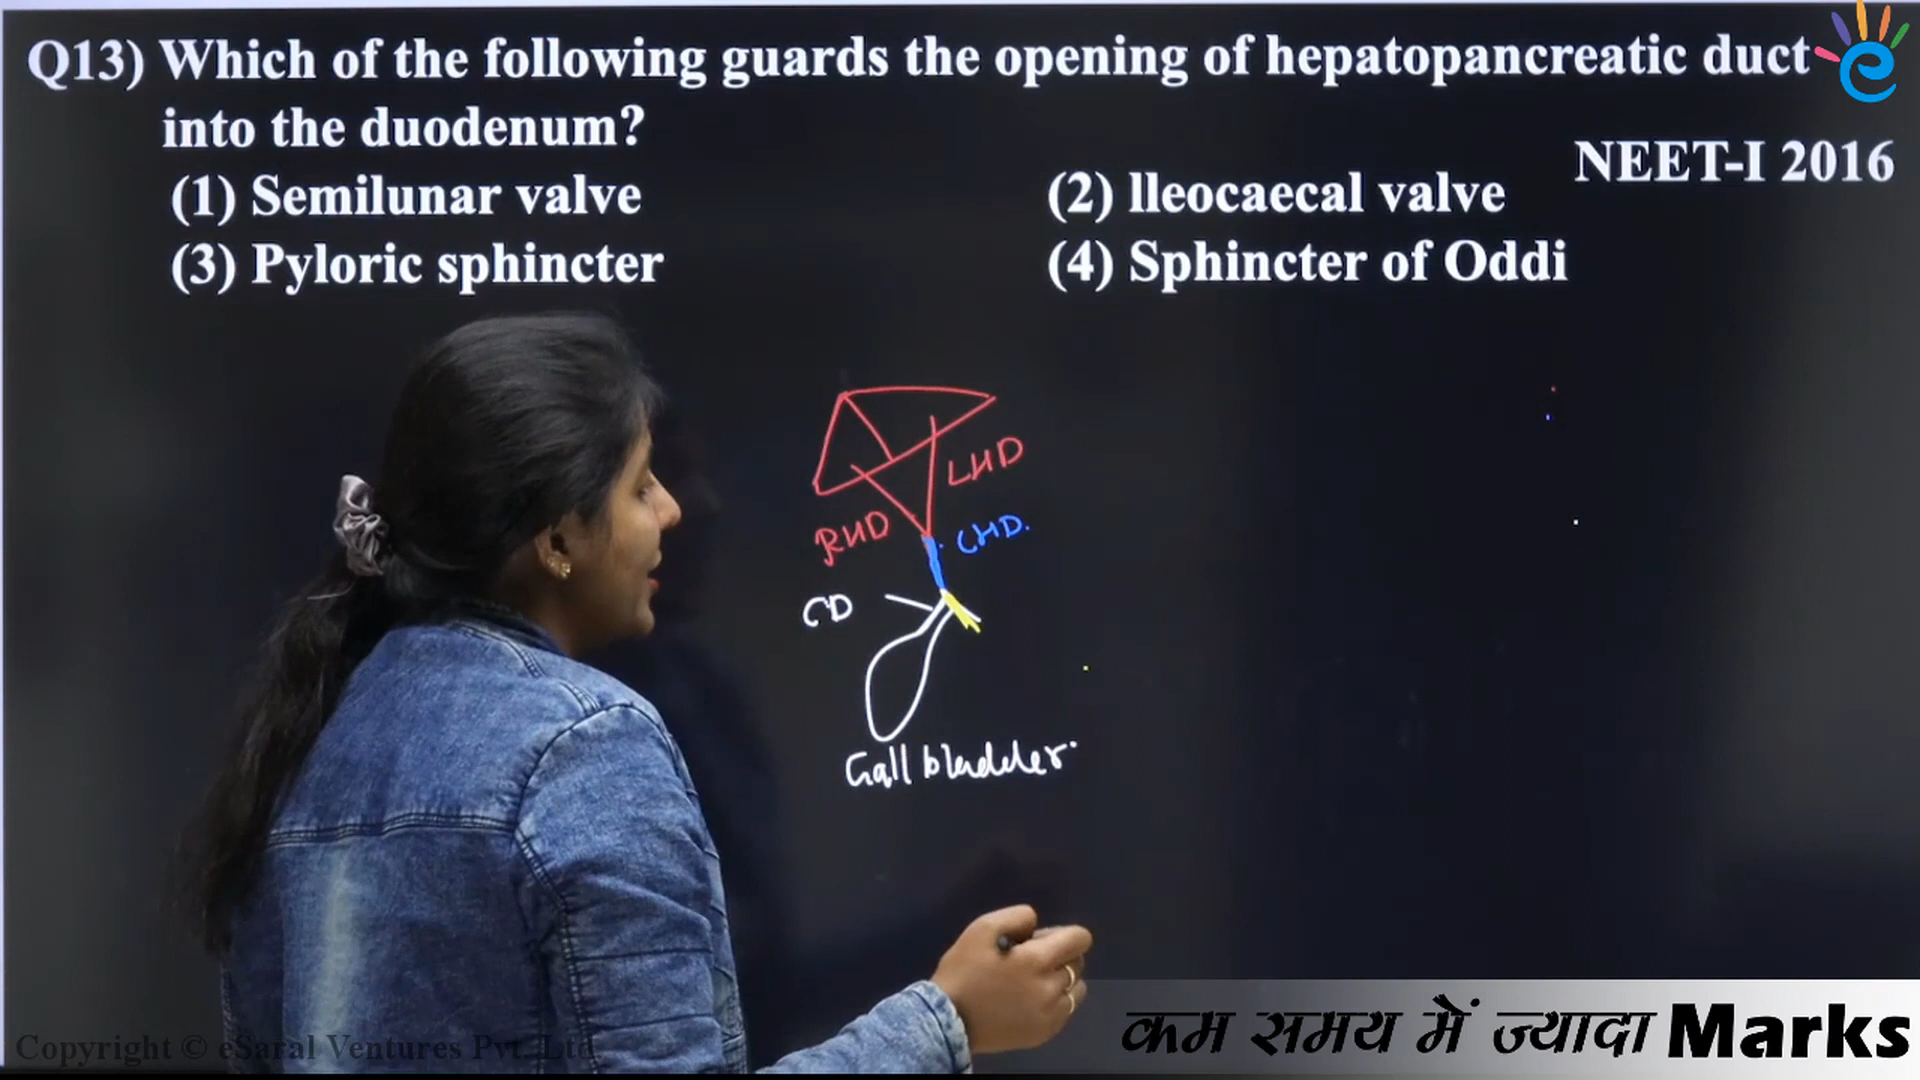 Q13) Which of the following guards the opening of hepatopancreatic duct
into the duodenum?
NEET-I 2016
(1) Semilunar valve
(2) lleocaecal valve
(3) Pyloric sphincter
(4) Sphincter of Oddi
LHD
RHD
CHD.
CD
Gall bladder
कम समय में ज्यादा Marks
Copyright © eSaral Ventures Pvt. Ltd